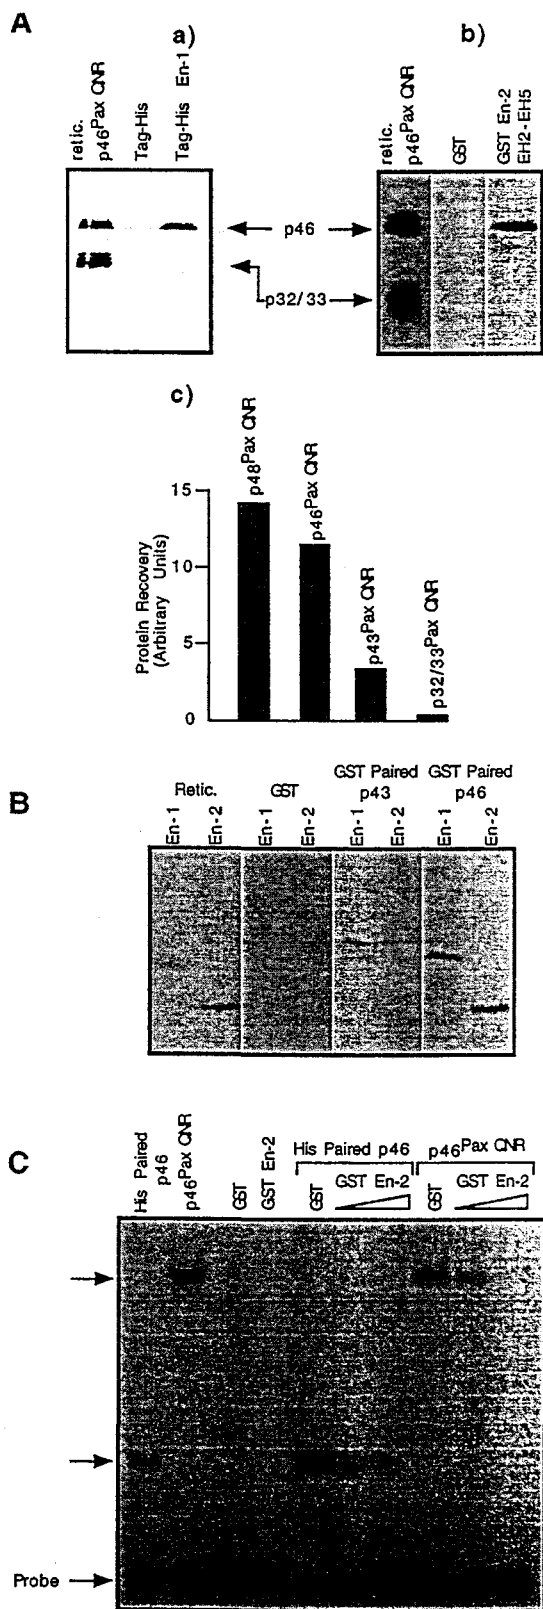 A
a)
b)
retic.
p46Pax QNR
Tag-His
Tag-His En-1
retic.
p46Pax QNR
GST
GST En-2
EH2-EH5
p46
p32/33
c)
Protein Recovery
(Arbitrary Units)
15
10
5
0
p48Pax QNR
p46Pax QNR
p43Pax QNR
p32/33Pax QNR
B
Retic.
GST
GST Paired
p43
GST Paired
p46
En-1
En-2
En-1
En-2
En-1
En-2
En-1
En-2
C
His Paired
p46
p46Pax QNR
GST
GST En-2
His Paired p46
GST
GST En-2
p46Pax QNR
GST
GST En-2
Probe